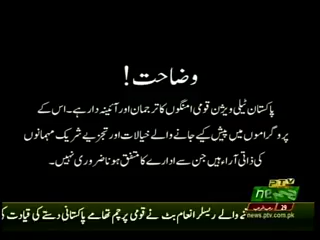 وضاحت !
پاکستان ٹیلی ویژن قومی امنگوں کا ترجمان اور آئینہ دار ہے۔ اس کے
پروگراموں میں پیش کیے جانے والے خیالات اور تجزیے شریک مہمانوں
کی ذاتی آراء ہیں جن سے ادارے کا متفق ہونا ضروری نہیں۔
PTV
news
والے ریسلر انعام بٹ نے قومی پرچم تھامے پاکستانی دستے کی قیادت کی
29
news.ptv.com.pk